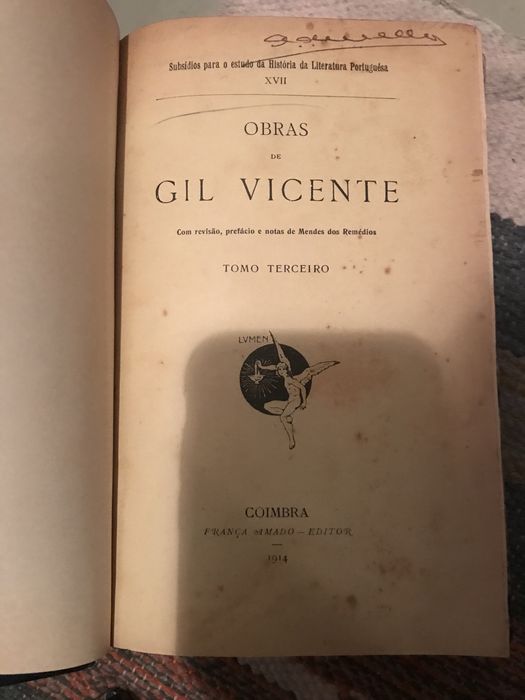 Subsídios para o estudo da História da Literatura Portuguêsa
XVII
OBRAS
DE
GIL VICENTE
Com revisão, prefácio e notas de Mendes dos Remédios
TOMO TERCEIRO
LVMEN
COIMBRA
FRANÇA AMADO — EDITOR
1914